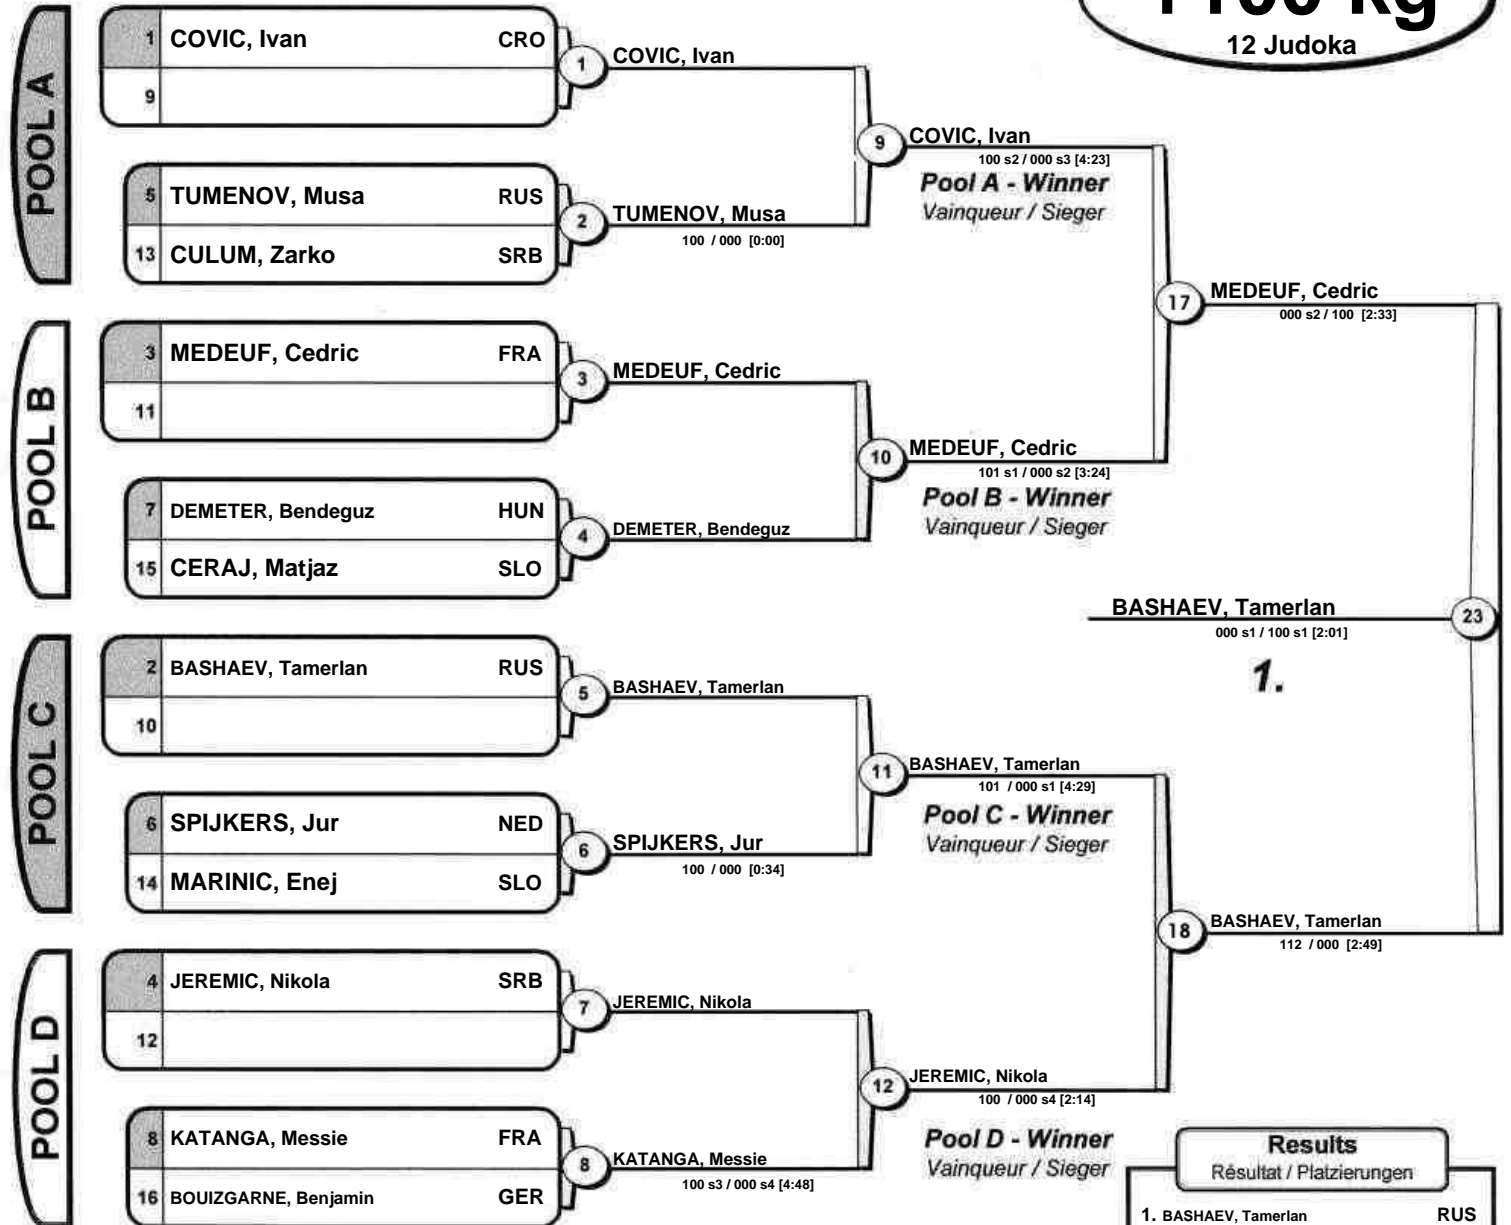 12 Judoka
POOL A
1 COVIC, Ivan CRO
9
1 COVIC, Ivan
5 TUMENOV, Musa RUS
13 CULUM, Zarko SRB
2 TUMENOV, Musa
100 / 000 [0:00]
9 COVIC, Ivan
100 s2 / 000 s3 [4:23]
Pool A - Winner
Vainqueur / Sieger
POOL B
3 MEDEUF, Cedric FRA
11
3 MEDEUF, Cedric
7 DEMETER, Bendeguz HUN
15 CERAJ, Matjaz SLO
4 DEMETER, Bendeguz
10 MEDEUF, Cedric
101 s1 / 000 s2 [3:24]
Pool B - Winner
Vainqueur / Sieger
17 MEDEUF, Cedric
000 s2 / 100 [2:33]
POOL C
2 BASHAEV, Tamerlan RUS
10
5 BASHAEV, Tamerlan
6 SPIJKERS, Jur NED
14 MARINIC, Enej SLO
6 SPIJKERS, Jur
100 / 000 [0:34]
11 BASHAEV, Tamerlan
101 / 000 s1 [4:29]
Pool C - Winner
Vainqueur / Sieger
BASHAEV, Tamerlan 23
000 s1 / 100 s1 [2:01]
1.
POOL D
4 JEREMIC, Nikola SRB
12
7 JEREMIC, Nikola
8 KATANGA, Messie FRA
16 BOUIZGARNE, Benjamin GER
8 KATANGA, Messie
100 s3 / 000 s4 [4:48]
12 JEREMIC, Nikola
100 / 000 s4 [2:14]
Pool D - Winner
Vainqueur / Sieger
18 BASHAEV, Tamerlan
112 / 000 [2:49]
Results
Résultat / Platzierungen
1. BASHAEV, Tamerlan RUS